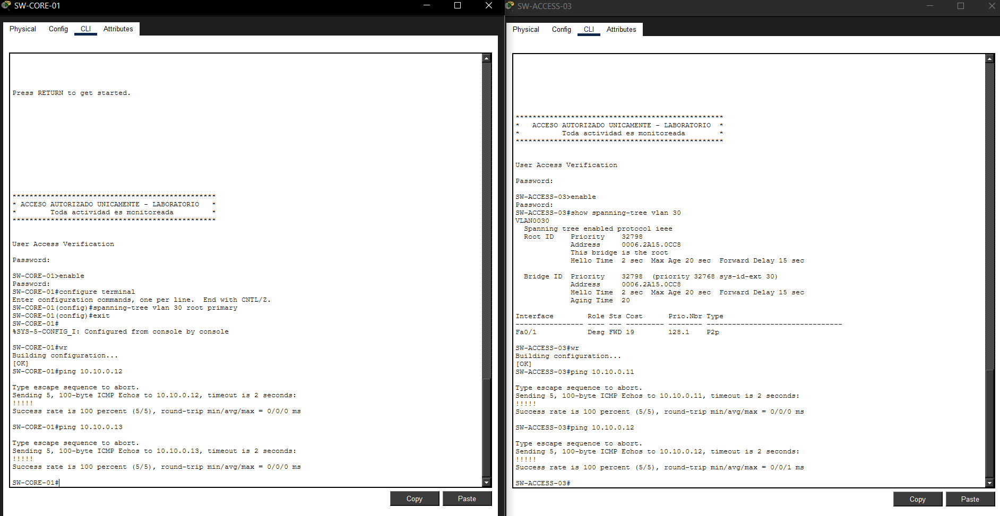 SW-CORE-01
Physical Config CLI Attributes
Press RETURN to get started.
*************************************************
* ACCESO AUTORIZADO UNICAMENTE - LABORATORIO   *
*        Toda actividad es monitoreada          *
*************************************************
User Access Verification
Password:
SW-CORE-01>enable
Password:
SW-CORE-01#configure terminal
Enter configuration commands, one per line.  End with CNTL/Z.
SW-CORE-01(config)#spanning-tree vlan 30 root primary
SW-CORE-01(config)#exit
SW-CORE-01#
%SYS-5-CONFIG_I: Configured from console by console
SW-CORE-01#wr
Building configuration...
[OK]
SW-CORE-01#ping 10.10.0.12
Type escape sequence to abort.
Sending 5, 100-byte ICMP Echos to 10.10.0.12, timeout is 2 seconds:
!!!!!
Success rate is 100 percent (5/5), round-trip min/avg/max = 0/0/0 ms
SW-CORE-01#ping 10.10.0.13
Type escape sequence to abort.
Sending 5, 100-byte ICMP Echos to 10.10.0.13, timeout is 2 seconds:
!!!!!
Success rate is 100 percent (5/5), round-trip min/avg/max = 0/0/0 ms
SW-CORE-01#
Copy Paste
SW-ACCESS-03
Physical Config CLI Attributes
*************************************************
*   ACCESO AUTORIZADO UNICAMENTE - LABORATORIO  *
*          Toda actividad es monitoreada        *
*************************************************
User Access Verification
Password:
SW-ACCESS-03>enable
Password:
SW-ACCESS-03#show spanning-tree vlan 30
VLAN0030
  Spanning tree enabled protocol ieee
  Root ID    Priority    32798
             Address     0006.2A15.0CC8
             This bridge is the root
             Hello Time  2 sec  Max Age 20 sec  Forward Delay 15 sec
  Bridge ID  Priority    32798  (priority 32768 sys-id-ext 30)
             Address     0006.2A15.0CC8
             Hello Time  2 sec  Max Age 20 sec  Forward Delay 15 sec
             Aging Time  20
Interface        Role Sts Cost      Prio.Nbr Type
---------------- ---- --- --------- -------- --------------------------------
Fa0/1            Desg FWD 19        128.1    P2p
SW-ACCESS-03#wr
Building configuration...
[OK]
SW-ACCESS-03#ping 10.10.0.11
Type escape sequence to abort.
Sending 5, 100-byte ICMP Echos to 10.10.0.11, timeout is 2 seconds:
!!!!!
Success rate is 100 percent (5/5), round-trip min/avg/max = 0/0/0 ms
SW-ACCESS-03#ping 10.10.0.12
Type escape sequence to abort.
Sending 5, 100-byte ICMP Echos to 10.10.0.12, timeout is 2 seconds:
!!!!!
Success rate is 100 percent (5/5), round-trip min/avg/max = 0/0/1 ms
SW-ACCESS-03#
Copy Paste